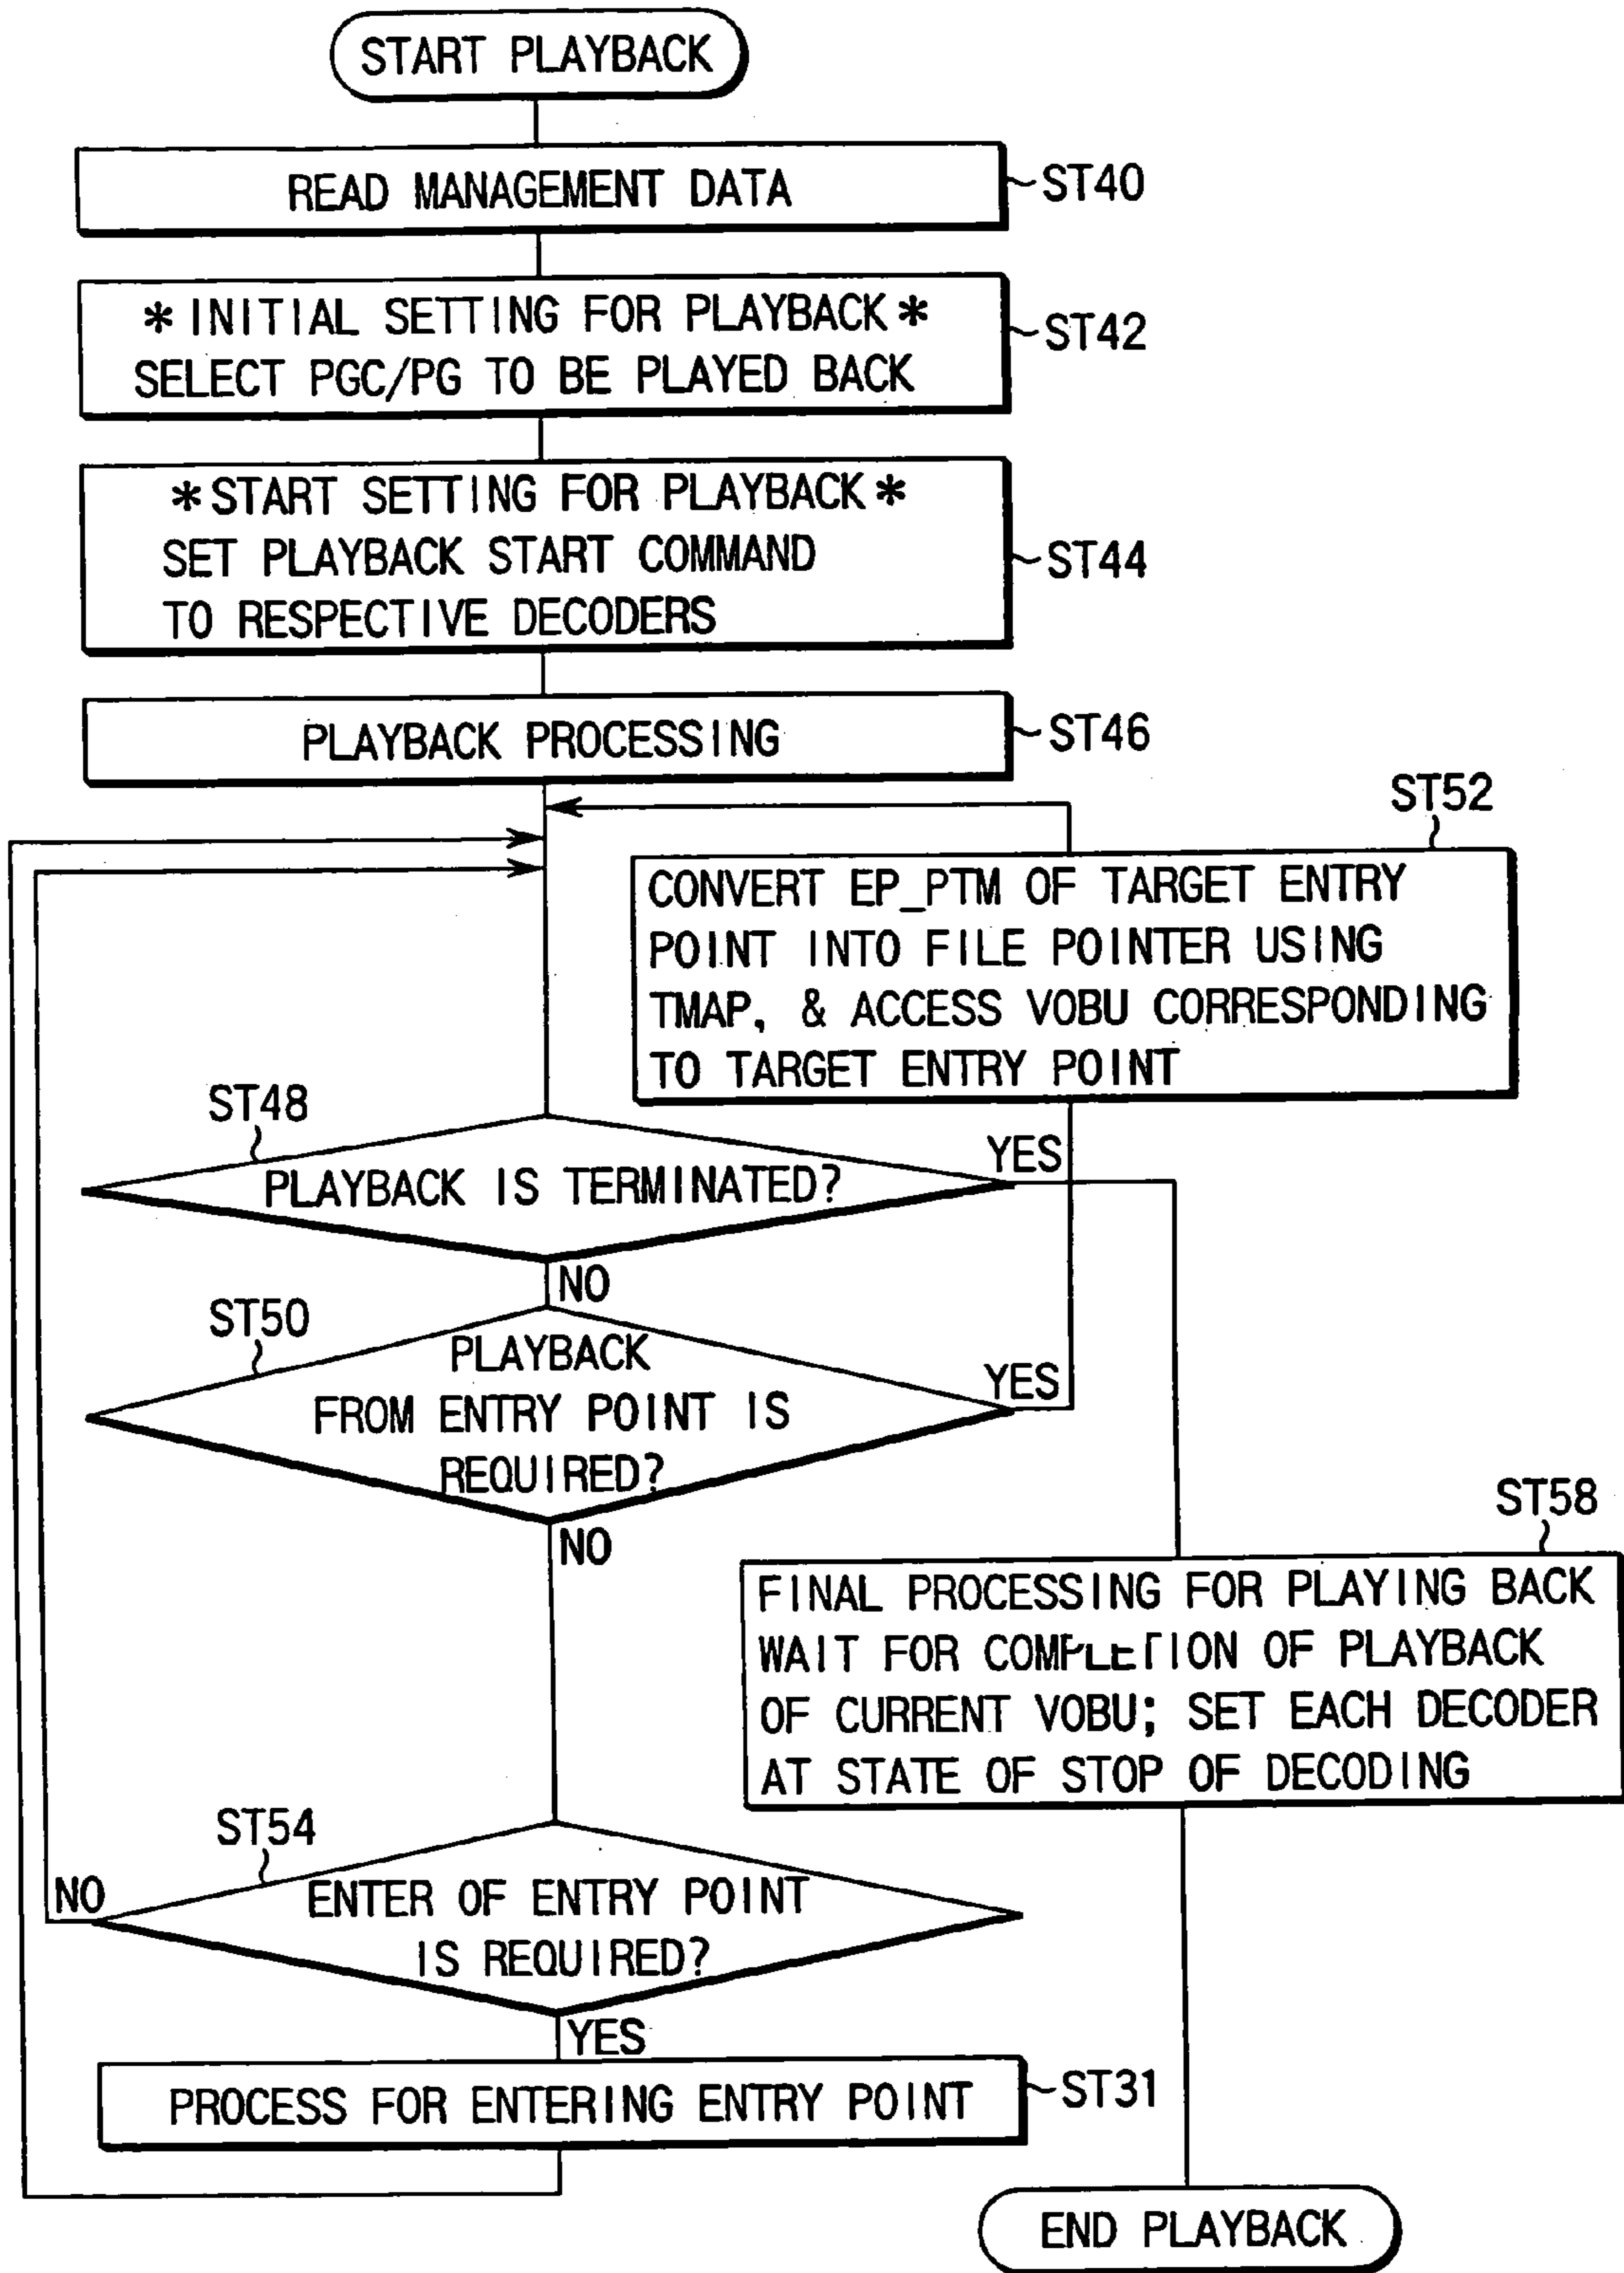 START PLAYBACK
READ MANAGEMENT DATA
ST40
* INITIAL SETTING FOR PLAYBACK *
SELECT PGC/PG TO BE PLAYED BACK
ST42
* START SETTING FOR PLAYBACK *
SET PLAYBACK START COMMAND
TO RESPECTIVE DECODERS
ST44
PLAYBACK PROCESSING
ST46
ST52
CONVERT EP_PTM OF TARGET ENTRY
POINT INTO FILE POINTER USING
TMAP, & ACCESS VOBU CORRESPONDING
TO TARGET ENTRY POINT
ST48
PLAYBACK IS TERMINATED?
YES
NO
ST50
PLAYBACK
FROM ENTRY POINT IS
REQUIRED?
YES
NO
ST58
FINAL PROCESSING FOR PLAYING BACK
WAIT FOR COMPLETION OF PLAYBACK
OF CURRENT VOBU; SET EACH DECODER
AT STATE OF STOP OF DECODING
ST54
NO
ENTER OF ENTRY POINT
IS REQUIRED?
YES
PROCESS FOR ENTERING ENTRY POINT
ST31
END PLAYBACK